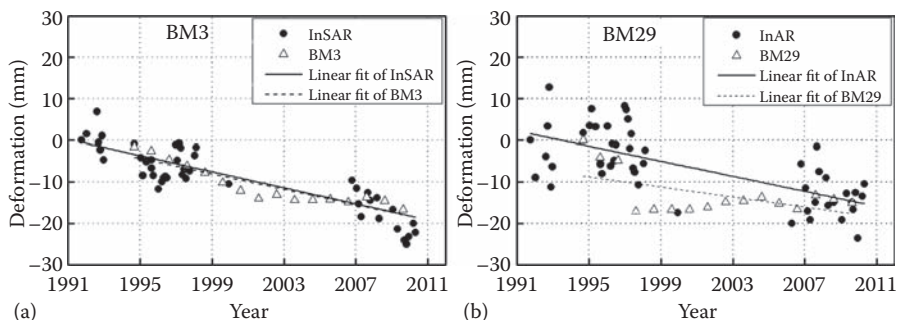 BM3
InSAR
BM3
Linear fit of InSAR
Linear fit of BM3
30
20
10
0
−10
−20
−30
Deformation (mm)
1991
1995
1999
2003
2007
2011
Year
(a)
BM29
InAR
BM29
Linear fit of InAR
Linear fit of BM29
30
20
10
0
−10
−20
−30
Deformation (mm)
1991
1995
1999
2003
2007
2011
Year
(b)